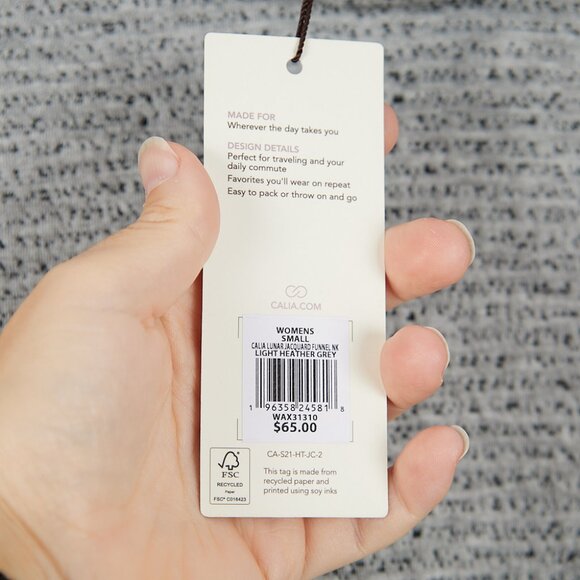 MADE FOR
Wherever the day takes you
DESIGN DETAILS
Perfect for traveling and your
daily commute
Favorites you'll wear on repeat
Easy to pack or throw on and go
CALIA.COM
WOMENS
SMALL
CALIA LUNAR JACQUARD FUNNEL NK
LIGHT HEATHER GREY
1 96358 24581 8
WAX31310
$65.00
CA-S21-HT-JC-2
This tag is made from
recycled paper and
printed using soy inks
FSC
RECYCLED
Paper
FSC® C016423